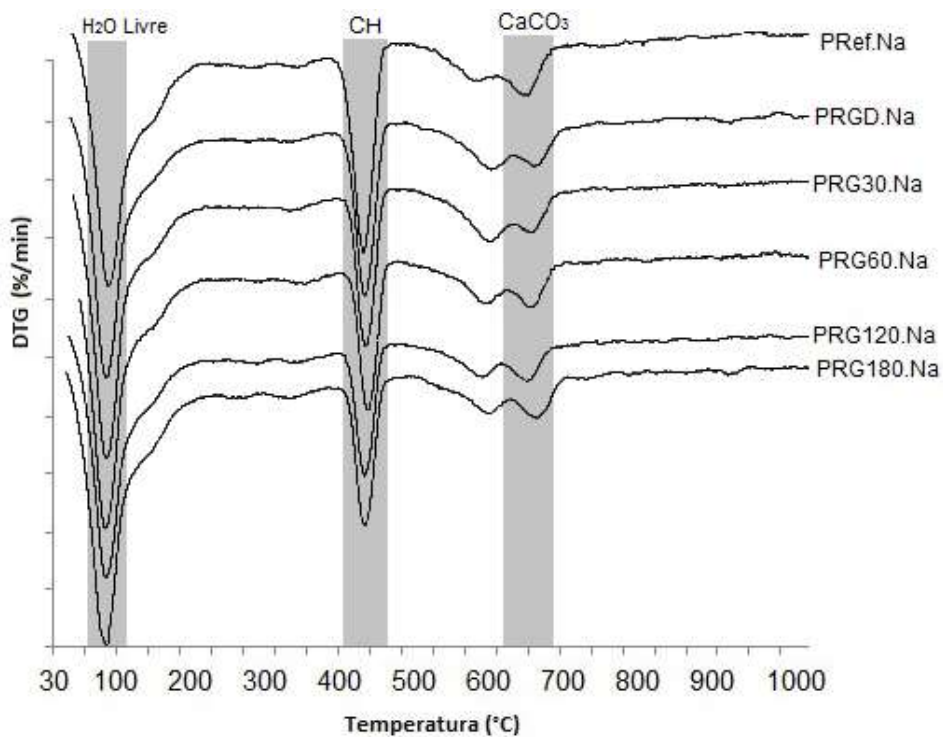 H₂O Livre
CH
CaCO₃
PRef.Na
PRGD.Na
PRG30.Na
PRG60.Na
PRG120.Na
PRG180.Na
DTG (%/min)
30 100 200 300 400 500 600 700 800 900 1000
Temperatura (°C)